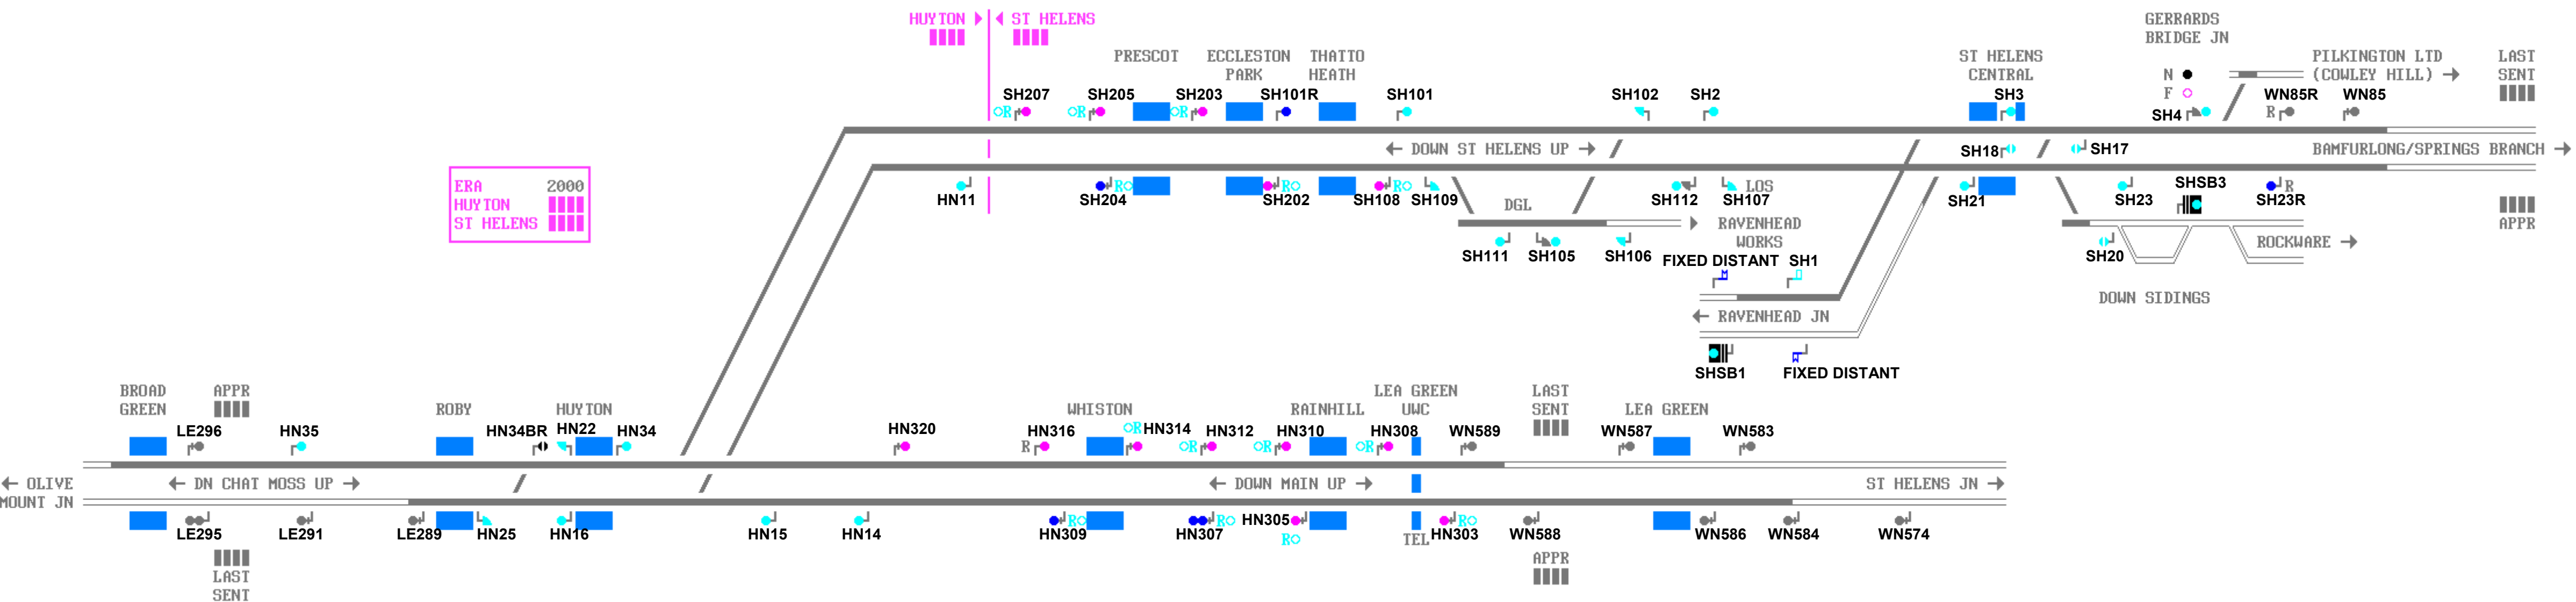 HUYTON
ST HELENS
GERRARDS
BRIDGE JN
PRESCOT
ECCLESTON
PARK
THATTO
HEATH
ST HELENS
CENTRAL
PILKINGTON LTD
(COWLEY HILL) →
LAST
SENT
N
F
SH207
SH205
SH203
SH101R
SH101
SH102
SH2
SH3
SH4
WN85R
WN85
R
R
R
R
← DOWN ST HELENS UP →
SH18
SH17
BAMFURLONG/SPRINGS BRANCH →
ERA 2000
HUYTON
ST HELENS
HN11
SH204
R
SH202
R
SH108
R
SH109
SH112
SH107
LOS
SH21
SH23
SHSB3
SH23R
R
DGL
RAVENHEAD
WORKS
APPR
SH111
SH105
SH106
SH20
ROCKWARE →
FIXED DISTANT
SH1
DOWN SIDINGS
← RAVENHEAD JN
SHSB1
FIXED DISTANT
BROAD
GREEN
APPR
ROBY
HUYTON
WHISTON
RAINHILL
LEA GREEN
UWC
LAST
SENT
LEA GREEN
LE296
HN35
HN34BR
HN22
HN34
HN320
HN316
R
HN314
R
HN312
R
HN310
R
HN308
R
WN589
WN587
WN583
← OLIVE
MOUNT JN
← DN CHAT MOSS UP →
← DOWN MAIN UP →
ST HELENS JN →
LE295
LE291
LE289
HN25
HN16
HN15
HN14
HN309
R
HN307
R
HN305
R
TEL
HN303
R
WN588
WN586
WN584
WN574
LAST
SENT
APPR